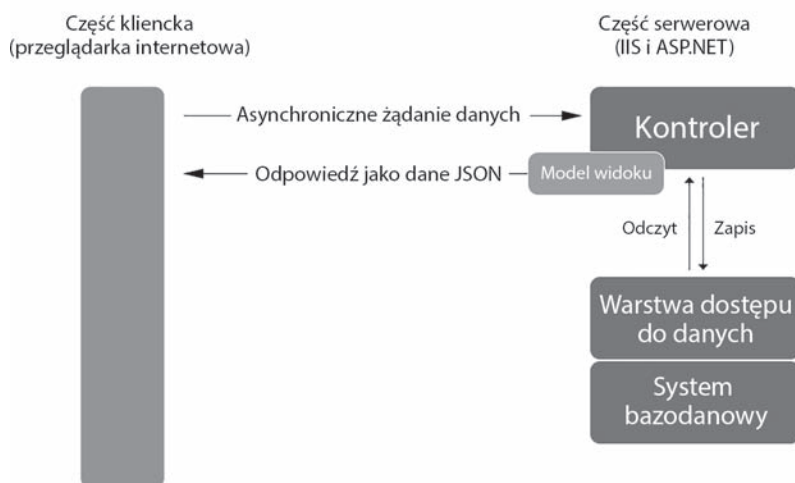 Część kliencka
(przeglądarka internetowa)
Część serwerowa
(IIS i ASP.NET)
Asynchroniczne żądanie danych
Kontroler
Odpowiedź jako dane JSON
Model widoku
Odczyt
Zapis
Warstwa dostępu
do danych
System
bazodanowy